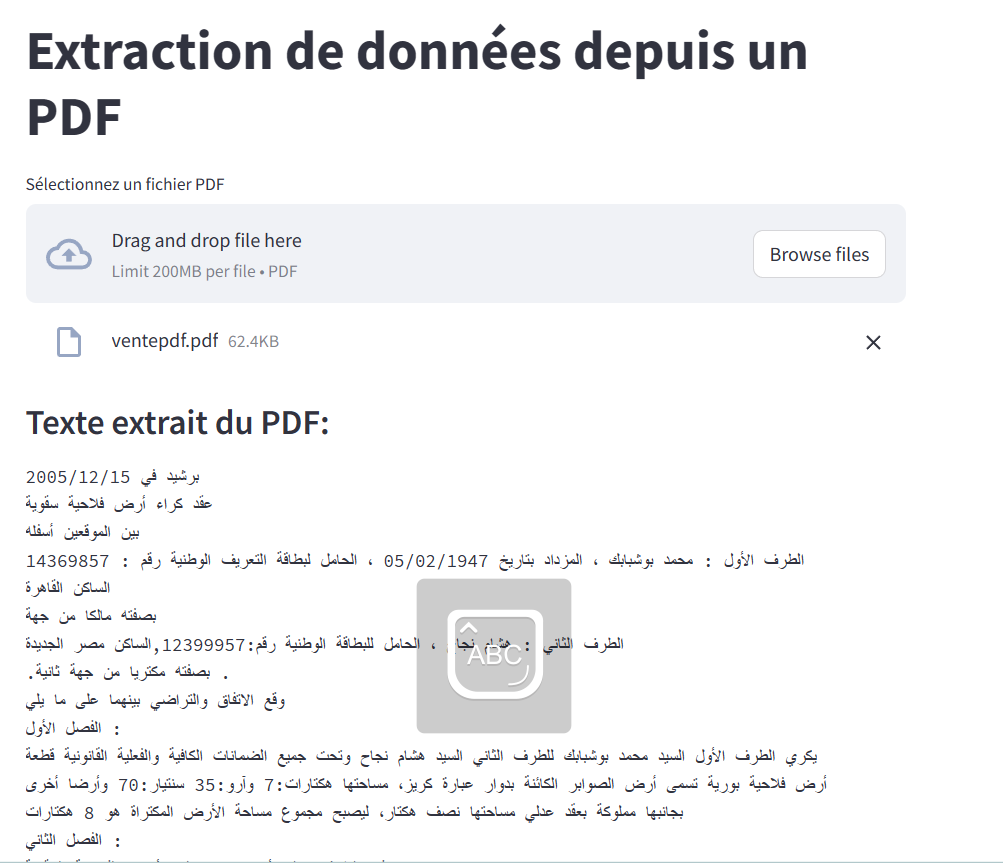 Extraction de données depuis un
PDF
Sélectionnez un fichier PDF
Drag and drop file here
Limit 200MB per file • PDF
Browse files
ventepdf.pdf 62.4KB
Texte extrait du PDF:
برشيد في 2005/12/15
عقد كراء أرض فلاحية سقوية
بين الموقعين أسفله
الطرف الأول : محمد بوشبابك ، المزداد بتاريخ 05/02/1947 ، الحامل لبطاقة التعريف الوطنية رقم : 14369857
الساكن القاهرة
بصفته مالكا من جهة
الطرف الثاني : هشام نجاح ، الحامل للبطاقة الوطنية رقم:12399957,الساكن مصر الجديدة
. بصفته مكتريا من جهة ثانية.
وقع الاتفاق والتراضي بينهما على ما يلي
: الفصل الأول
يكري الطرف الأول السيد محمد بوشبابك للطرف الثاني السيد هشام نجاح وتحت جميع الضمانات الكافية والفعلية القانونية قطعة
أرض فلاحية بورية تسمى أرض الصوابر الكائنة بدوار عبارة كريز، مساحتها هكتارات:7 وآرو:35 سنتيار:70 وأرضا أخرى
بجانبها مملوكة بعقد عدلي مساحتها نصف هكتار، ليصبح مجموع مساحة الأرض المكتراة هو 8 هكتارات
: الفصل الثاني
ABC